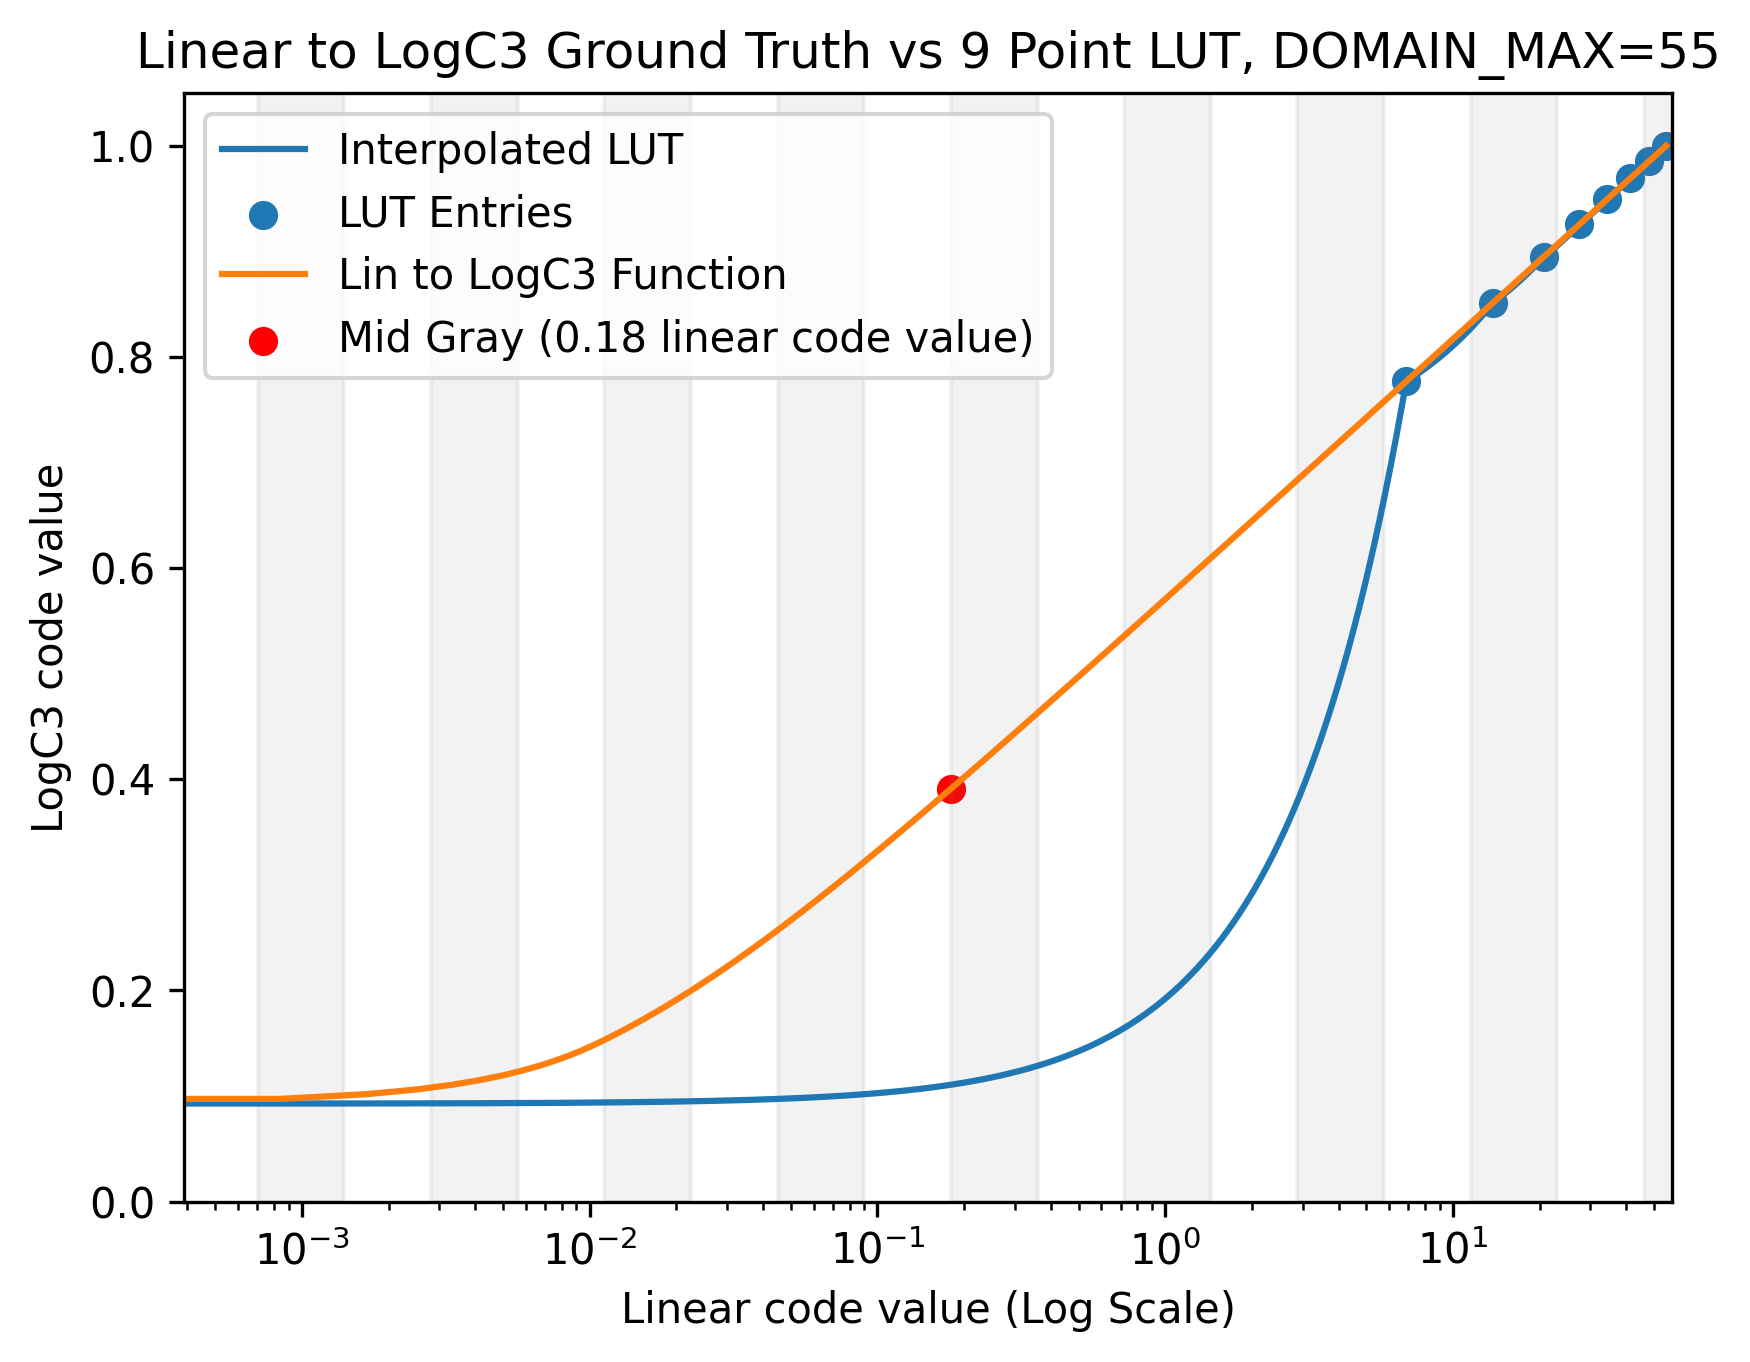 Linear to LogC3 Ground Truth vs 9 Point LUT, DOMAIN_MAX=55
Interpolated LUT
LUT Entries
Lin to LogC3 Function
Mid Gray (0.18 linear code value)
LogC3 code value
1.0
0.8
0.6
0.4
0.2
0.0
10⁻³ 10⁻² 10⁻¹ 10⁰ 10¹
Linear code value (Log Scale)